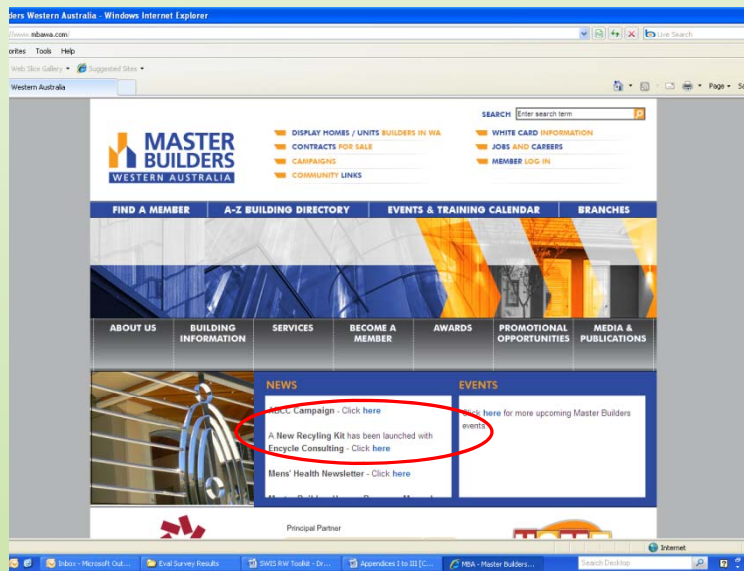 ders Western Australia - Windows Internet Explorer
//www.mbawa.com/
Live Search
orites Tools Help
Web Slice Gallery
Suggested Sites
Western Australia
Page
SEARCH Enter search term
MASTER
BUILDERS
WESTERN AUSTRALIA
DISPLAY HOMES / UNITS BUILDERS IN WA
CONTRACTS FOR SALE
CAMPAIGNS
COMMUNITY LINKS
WHITE CARD INFORMATION
JOBS AND CAREERS
MEMBER LOG IN
FIND A MEMBER A-Z BUILDING DIRECTORY EVENTS & TRAINING CALENDAR BRANCHES
ABOUT US
BUILDING
INFORMATION
SERVICES
BECOME A
MEMBER
AWARDS
PROMOTIONAL
OPPORTUNITIES
MEDIA &
PUBLICATIONS
NEWS
ABCC Campaign - Click here
A New Recyling Kit has been launched with
Encycle Consulting - Click here
Mens' Health Newsletter - Click here
EVENTS
Click here for more upcoming Master Builders
events
Principal Partner
Internet
Inbox - Microsoft Out...
Eval Survey Results
SWIS RW Toolkit - Dr...
Appendices I to III [C...
MBA - Master Builders...
Search Desktop